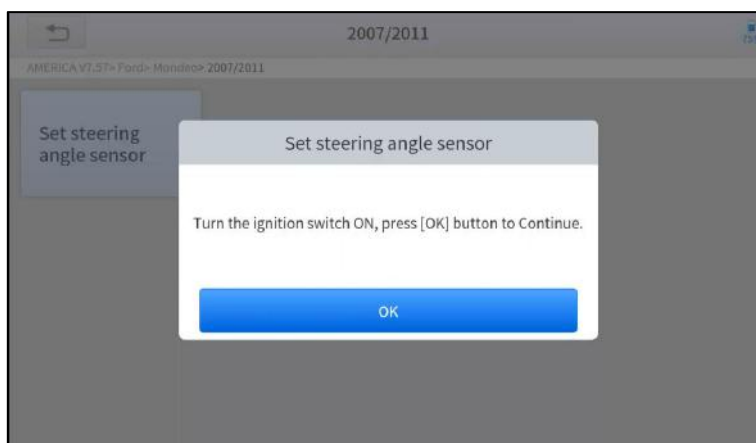 2007/2011
AMERICA V7.57> Ford> Mondeo> 2007/2011
Set steering
angle sensor
Set steering angle sensor
Turn the ignition switch ON, press [OK] button to Continue.
OK